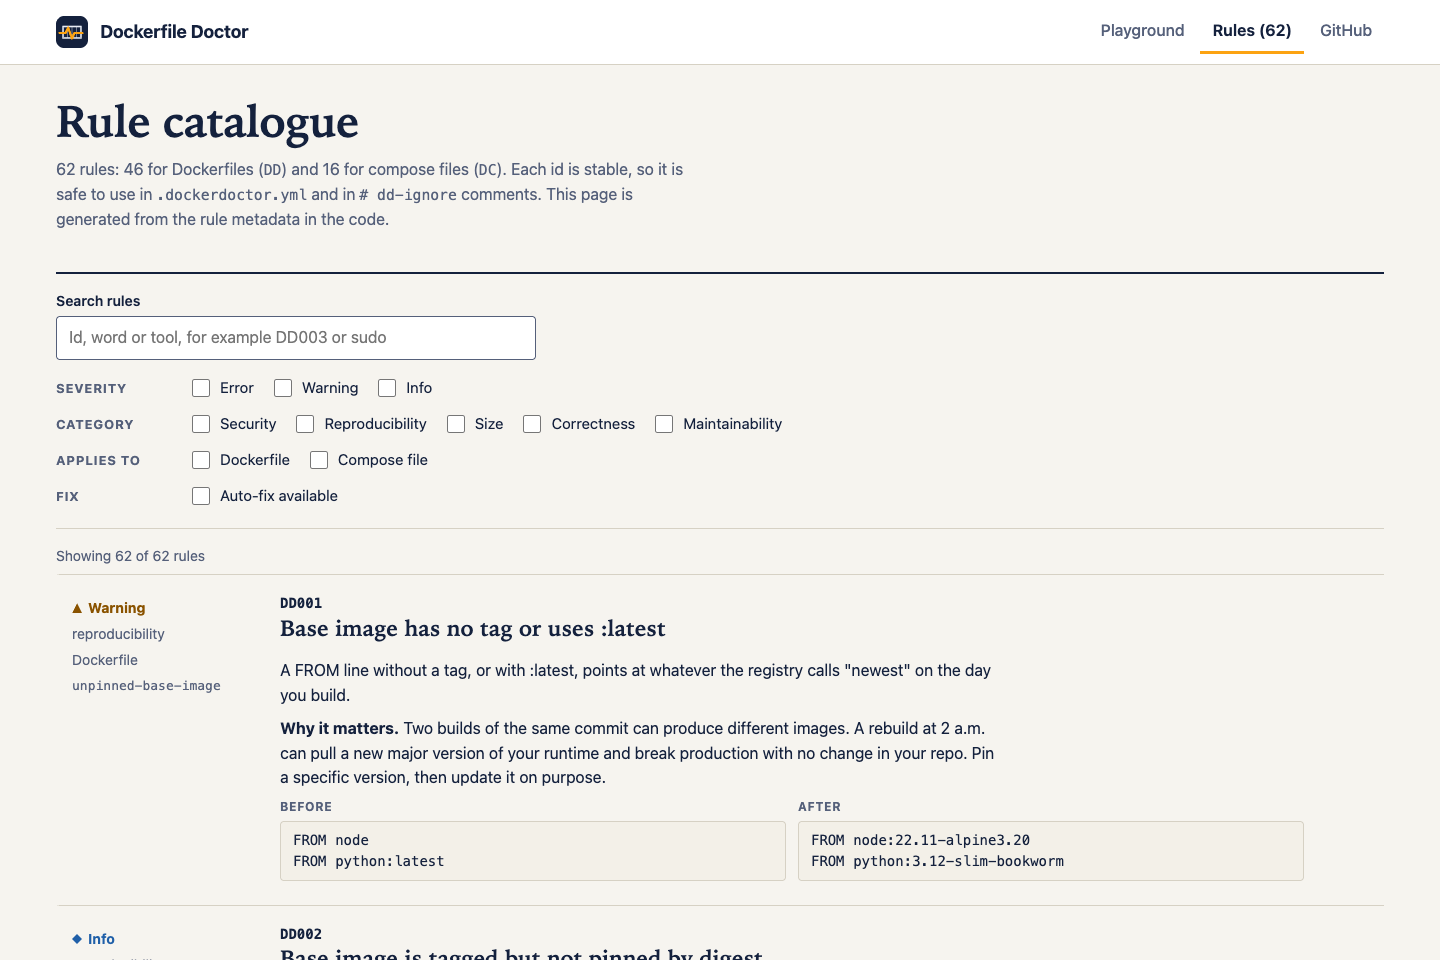 Dockerfile Doctor
Playground
Rules (62)
GitHub
Rule catalogue
62 rules: 46 for Dockerfiles (DD) and 16 for compose files (DC). Each id is stable, so it is
safe to use in .dockerdoctor.yml and in # dd-ignore comments. This page is
generated from the rule metadata in the code.
Search rules
Id, word or tool, for example DD003 or sudo
SEVERITY
Error
Warning
Info
CATEGORY
Security
Reproducibility
Size
Correctness
Maintainability
APPLIES TO
Dockerfile
Compose file
FIX
Auto-fix available
Showing 62 of 62 rules
Warning
reproducibility
Dockerfile
unpinned-base-image
DD001
Base image has no tag or uses :latest
A FROM line without a tag, or with :latest, points at whatever the registry calls "newest" on the day
you build.
Why it matters. Two builds of the same commit can produce different images. A rebuild at 2 a.m.
can pull a new major version of your runtime and break production with no change in your repo. Pin
a specific version, then update it on purpose.
BEFORE
FROM node
FROM python:latest
AFTER
FROM node:22.11-alpine3.20
FROM python:3.12-slim-bookworm
Info
DD002
Base image is tagged but not pinned by digest